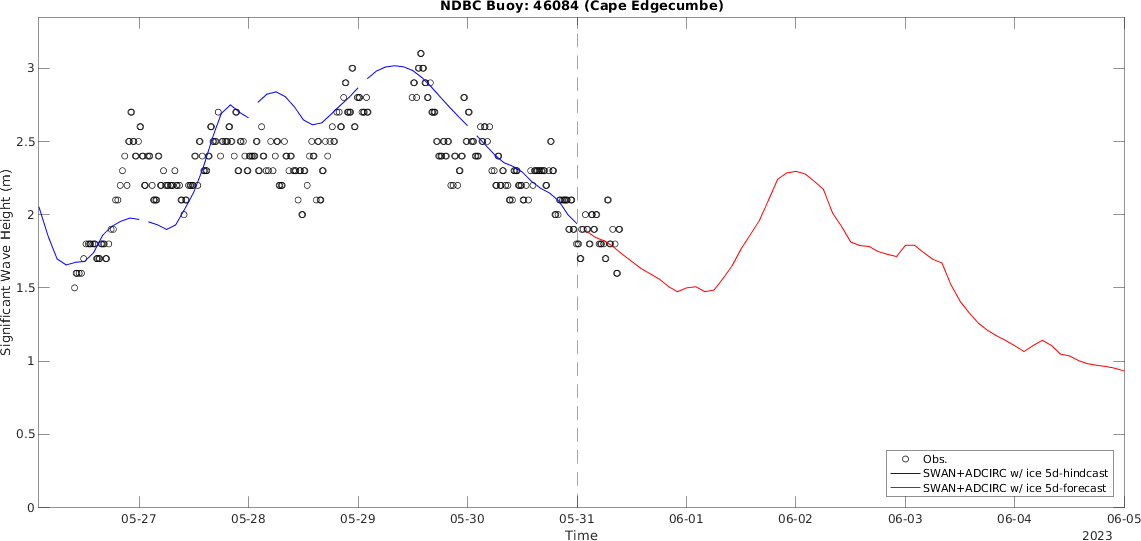 NDBC Buoy: 46084 (Cape Edgecumbe)
Significant Wave Height (m)
3
2.5
2
1.5
1
0.5
0
Obs.
SWAN+ADCIRC w/ ice 5d-hindcast
SWAN+ADCIRC w/ ice 5d-forecast
05-27 05-28 05-29 05-30 05-31 06-01 06-02 06-03 06-04 06-05
Time 2023